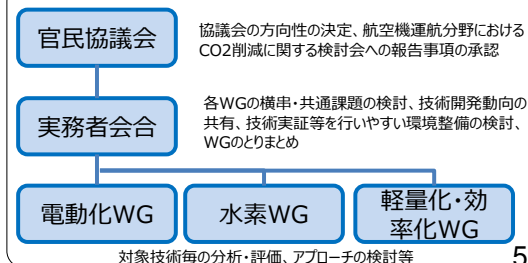 官民協議会
協議会の方向性の決定、航空機運航分野における
CO2削減に関する検討会への報告事項の承認
実務者会合
各WGの横串・共通課題の検討、技術開発動向の
共有、技術実証等を行いやすい環境整備の検討、
WGのとりまとめ
電動化WG
水素WG
軽量化・効
率化WG
対象技術毎の分析・評価、アプローチの検討等
5